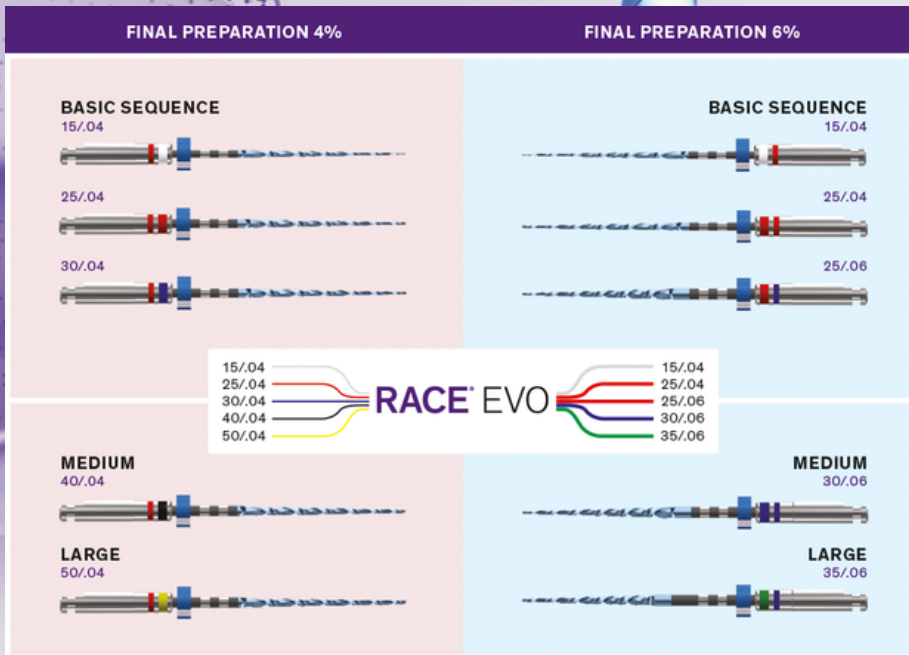 FINAL PREPARATION 4%
FINAL PREPARATION 6%
BASIC SEQUENCE
15/.04
25/.04
30/.04
BASIC SEQUENCE
15/.04
25/.04
25/.06
15/.04
25/.04
30/.04
40/.04
50/.04
RACE® EVO
15/.04
25/.04
25/.06
30/.06
35/.06
MEDIUM
40/.04
LARGE
50/.04
MEDIUM
30/.06
LARGE
35/.06